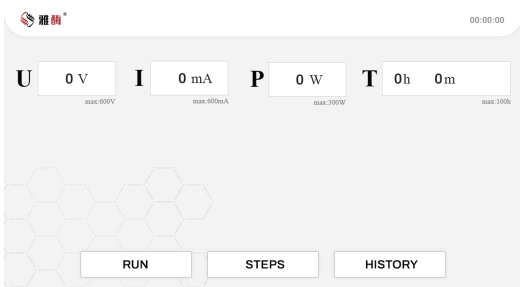 雅酶®
00:00:00
U 0 V I 0 mA P 0 W T 0h 0m
max:600V max:600mA max:300W max:100h
RUN STEPS HISTORY